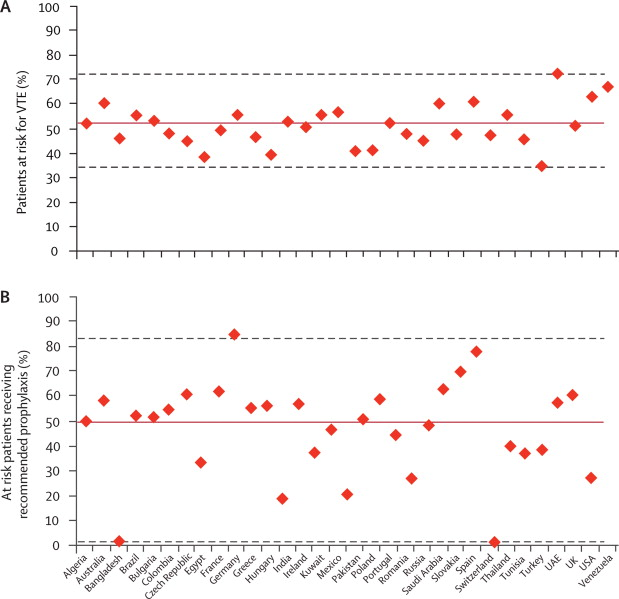 A
Patients at risk for VTE (%)
100
90
80
70
60
50
40
30
20
10
0
B
At risk patients receiving
recommended prophylaxis (%)
100
90
80
70
60
50
40
30
20
10
0
Algeria
Australia
Bangladesh
Brazil
Bulgaria
Colombia
Czech Republic
Egypt
France
Germany
Greece
Hungary
India
Ireland
Kuwait
Mexico
Pakistan
Poland
Portugal
Romania
Russia
Saudi Arabia
Slovakia
Spain
Switzerland
Thailand
Tunisia
Turkey
UAE
UK
USA
Venezuela